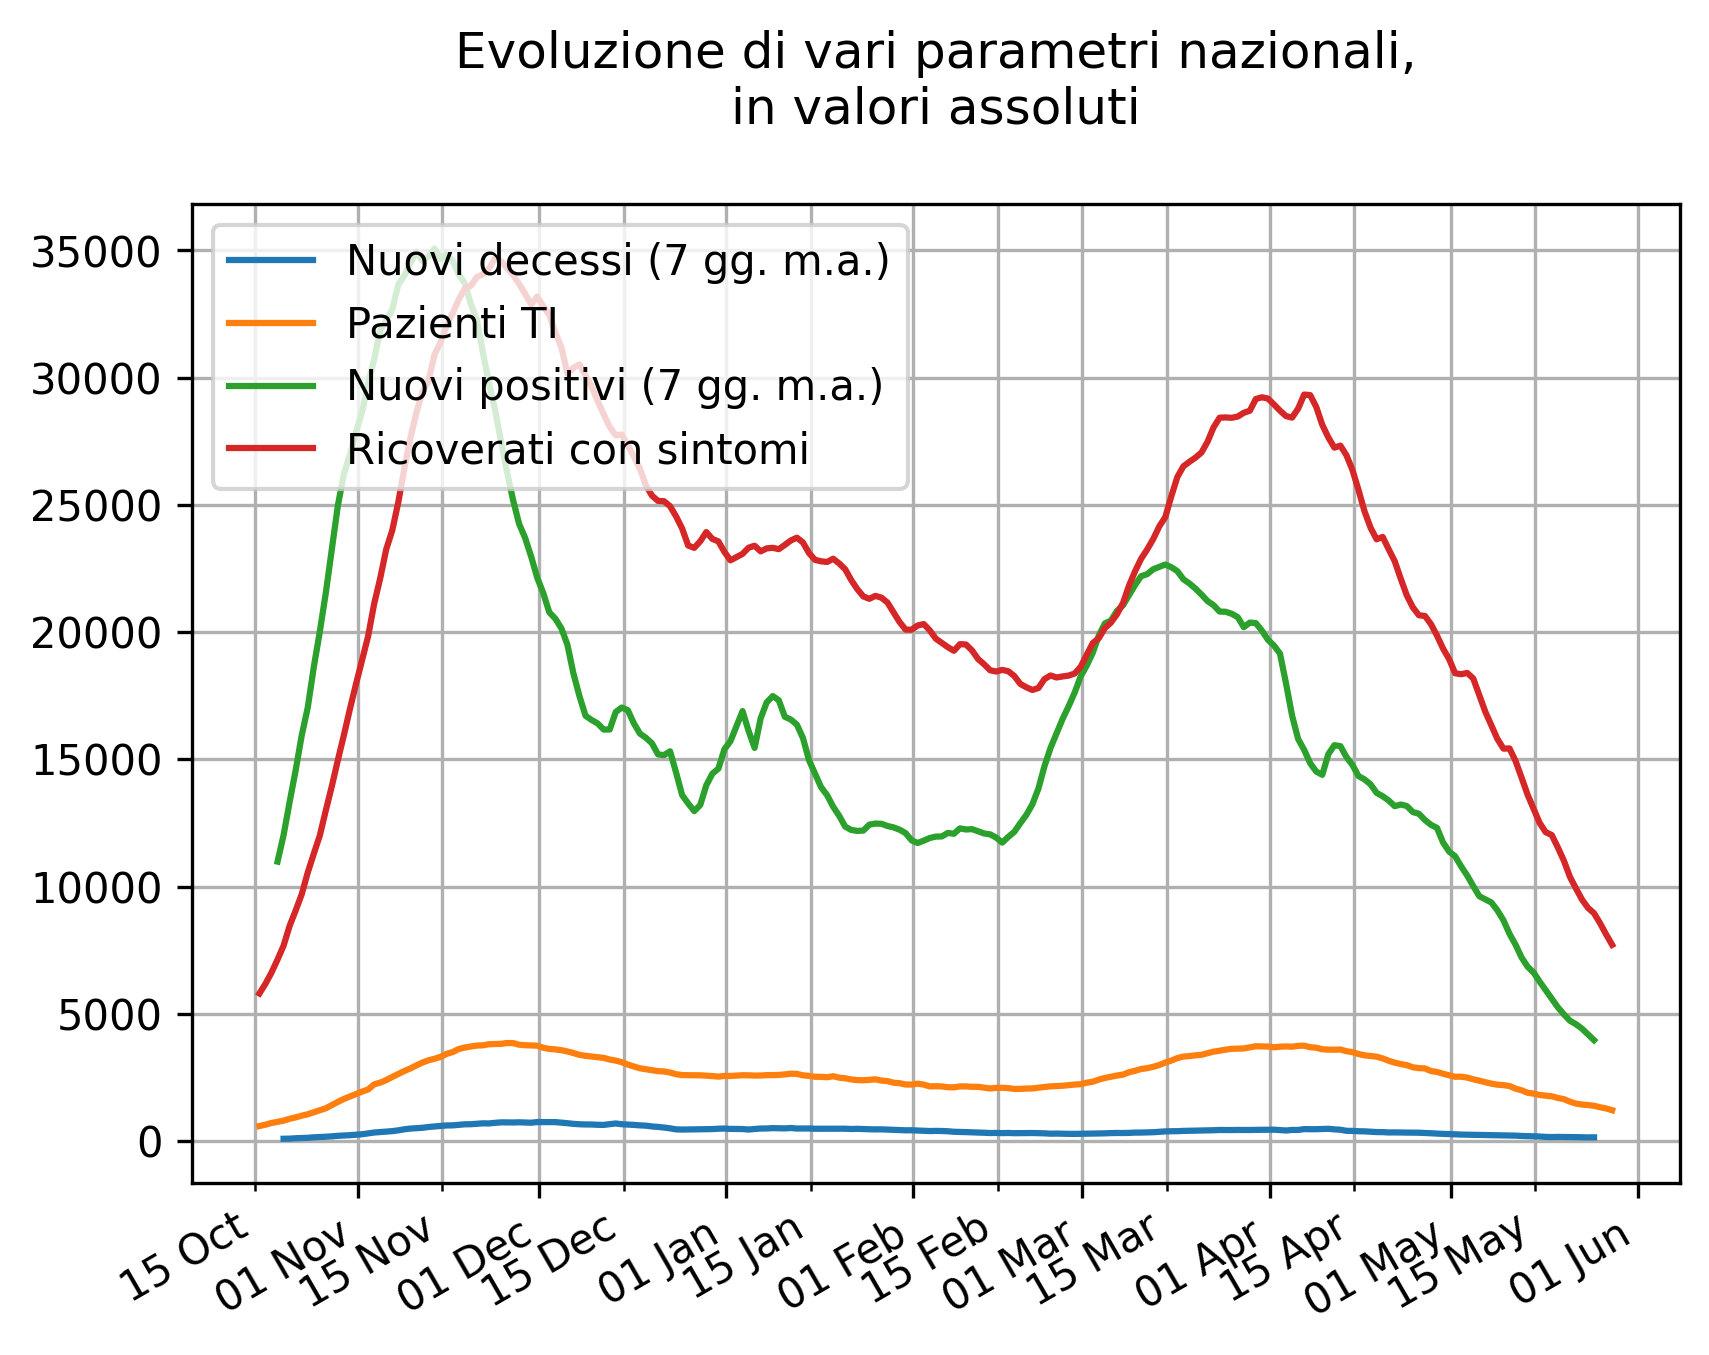 Evoluzione di vari parametri nazionali,
in valori assoluti
35000
30000
25000
20000
15000
10000
5000
0
Nuovi decessi (7 gg. m.a.)
Pazienti TI
Nuovi positivi (7 gg. m.a.)
Ricoverati con sintomi
15 Oct
01 Nov
15 Nov
01 Dec
15 Dec
01 Jan
15 Jan
01 Feb
15 Feb
01 Mar
15 Mar
01 Apr
15 Apr
01 May
15 May
01 Jun